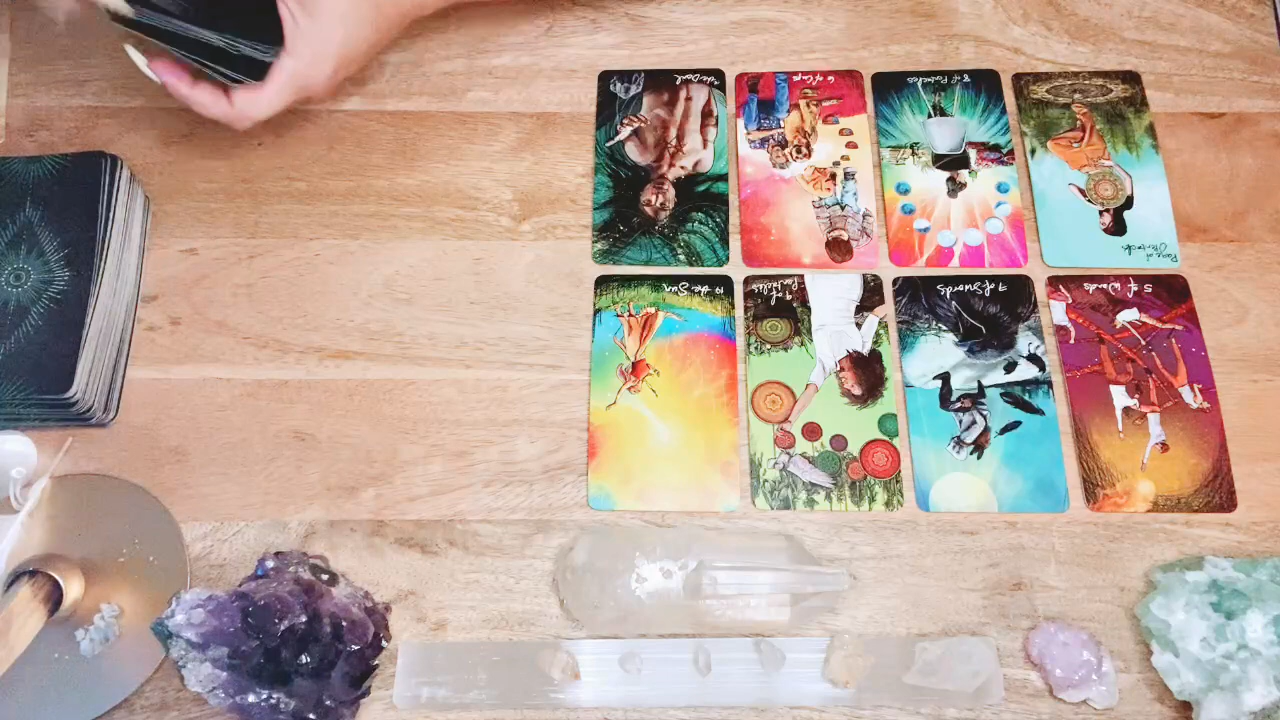 the Devil
6 of Cups
8 of Pentacles
Page of
Pentacles
19 the Sun
9 of
Pentacles
7 of Swords
5 of Wands